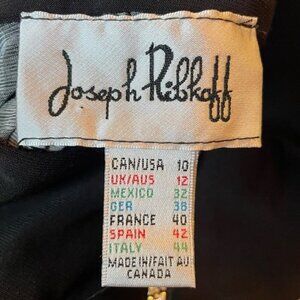 Joseph Ribkoff
CAN/USA 10
UK/AUS 12
MEXICO 32
GER 38
FRANCE 40
SPAIN 42
ITALY 44
MADE IN/FAIT AU
CANADA